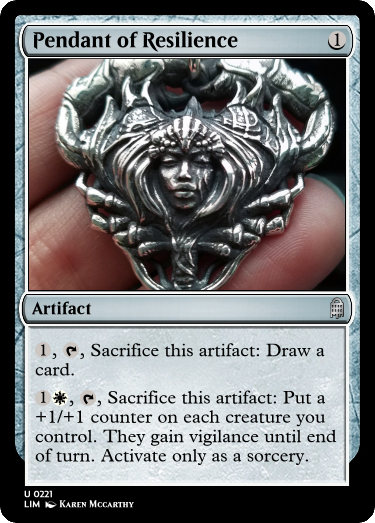 Pendant of Resilience 1
Artifact
1, , Sacrifice this artifact: Draw a
card.
1 , , Sacrifice this artifact: Put a
+1/+1 counter on each creature you
control. They gain vigilance until end
of turn. Activate only as a sorcery.
U 0221
LIM Karen Mccarthy